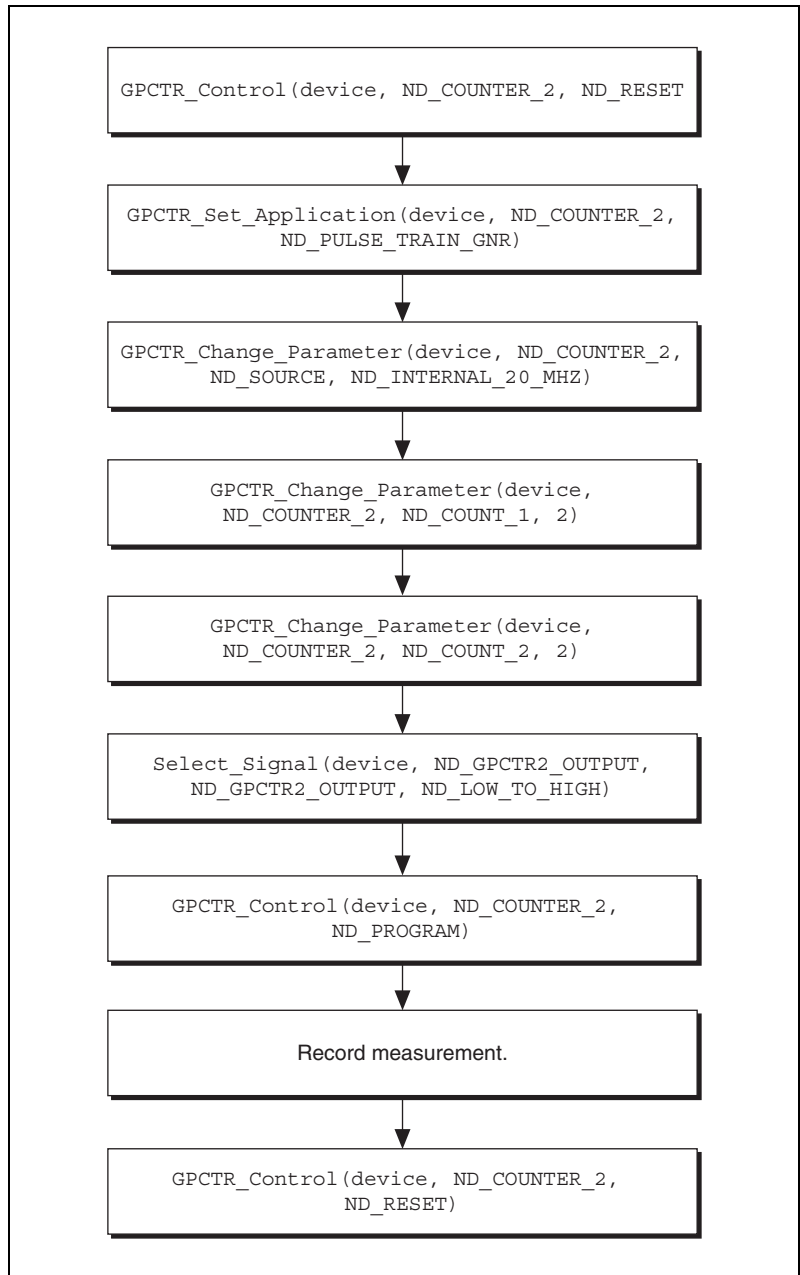 GPCTR_Control(device, ND_COUNTER_2, ND_RESET
GPCTR_Set_Application(device, ND_COUNTER_2,
ND_PULSE_TRAIN_GNR)
GPCTR_Change_Parameter(device, ND_COUNTER_2,
ND_SOURCE, ND_INTERNAL_20_MHZ)
GPCTR_Change_Parameter(device,
ND_COUNTER_2, ND_COUNT_1, 2)
GPCTR_Change_Parameter(device,
ND_COUNTER_2, ND_COUNT_2, 2)
Select_Signal(device, ND_GPCTR2_OUTPUT,
ND_GPCTR2_OUTPUT, ND_LOW_TO_HIGH)
GPCTR_Control(device, ND_COUNTER_2,
ND_PROGRAM)
Record measurement.
GPCTR_Control(device, ND_COUNTER_2,
ND_RESET)